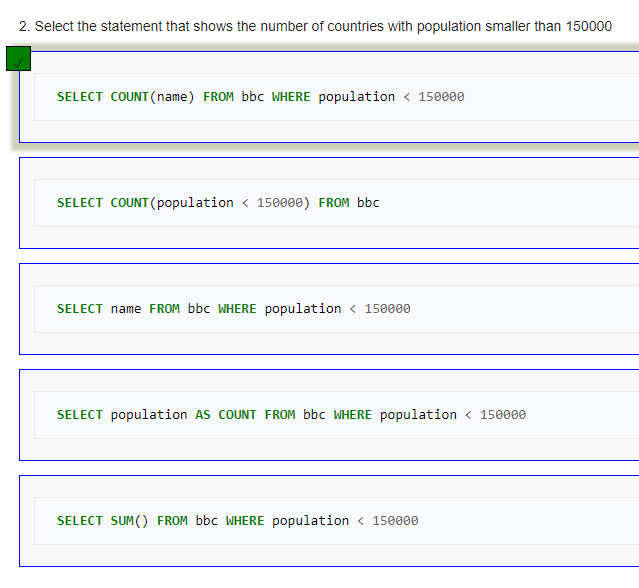 2. Select the statement that shows the number of countries with population smaller than 150000
✓
SELECT COUNT(name) FROM bbc WHERE population < 150000
SELECT COUNT(population < 150000) FROM bbc
SELECT name FROM bbc WHERE population < 150000
SELECT population AS COUNT FROM bbc WHERE population < 150000
SELECT SUM() FROM bbc WHERE population < 150000